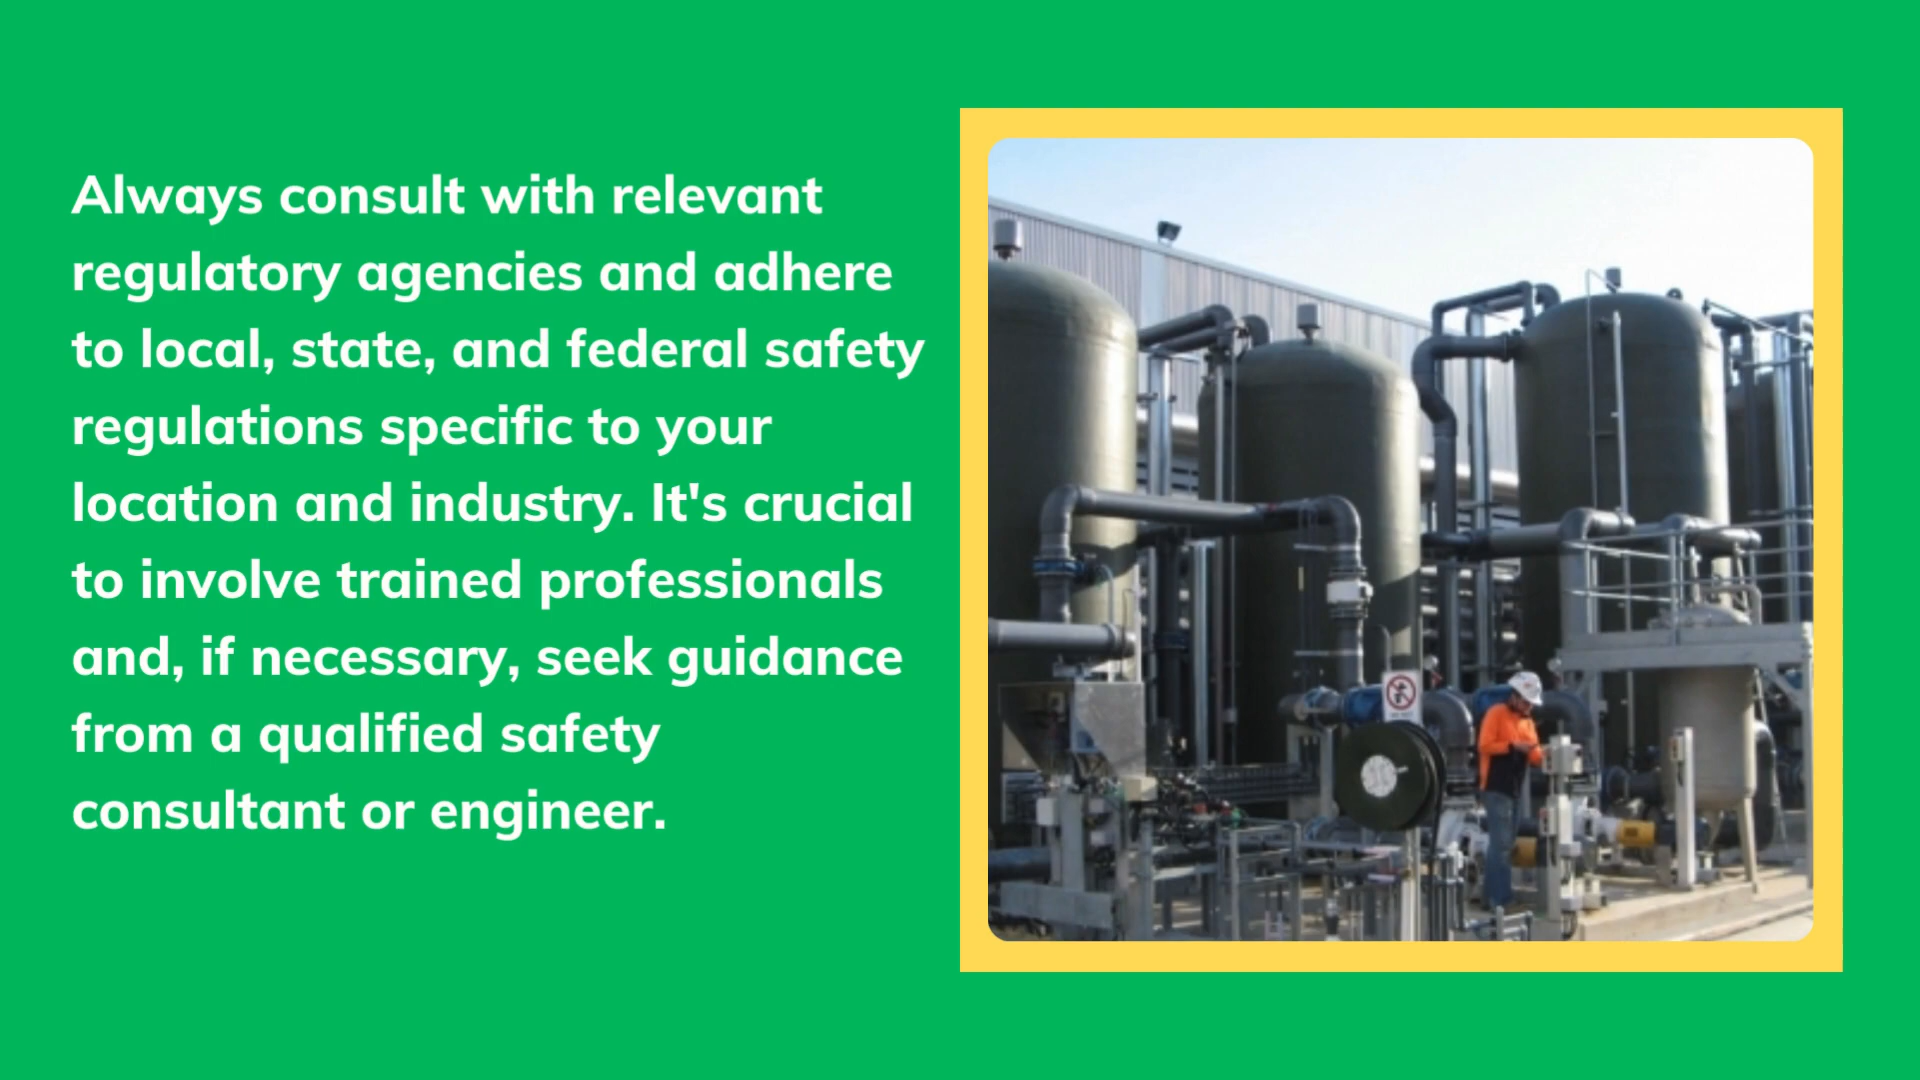 Always consult with relevant
regulatory agencies and adhere
to local, state, and federal safety
regulations specific to your
location and industry. It's crucial
to involve trained professionals
and, if necessary, seek guidance
from a qualified safety
consultant or engineer.